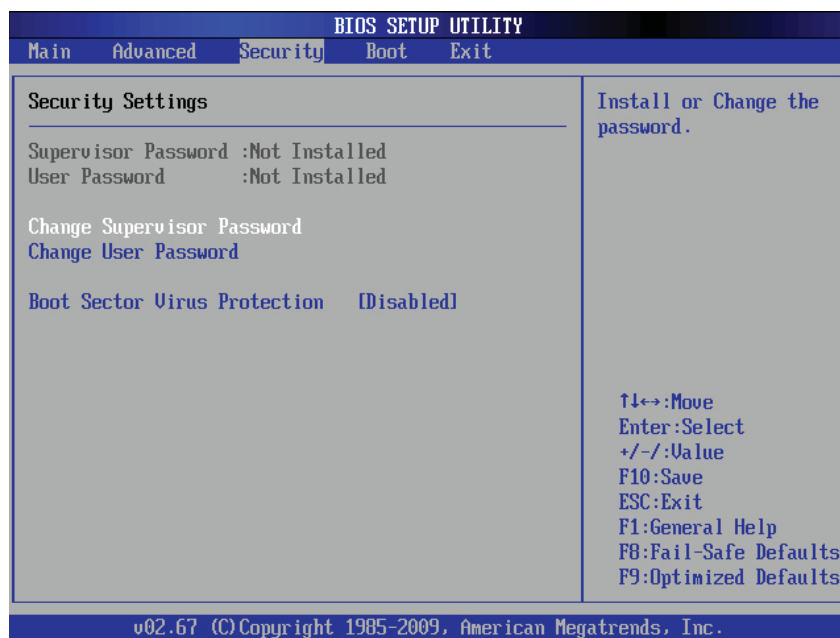 BIOS SETUP UTILITY
Main Advanced Security Boot Exit
Security Settings
Supervisor Password :Not Installed
User Password :Not Installed
Change Supervisor Password
Change User Password
Boot Sector Virus Protection [Disabled]
Install or Change the
password.
↑↓←→:Move
Enter:Select
+/-/:Value
F10:Save
ESC:Exit
F1:General Help
F8:Fail-Safe Defaults
F9:Optimized Defaults
v02.67 (C)Copyright 1985-2009, American Megatrends, Inc.